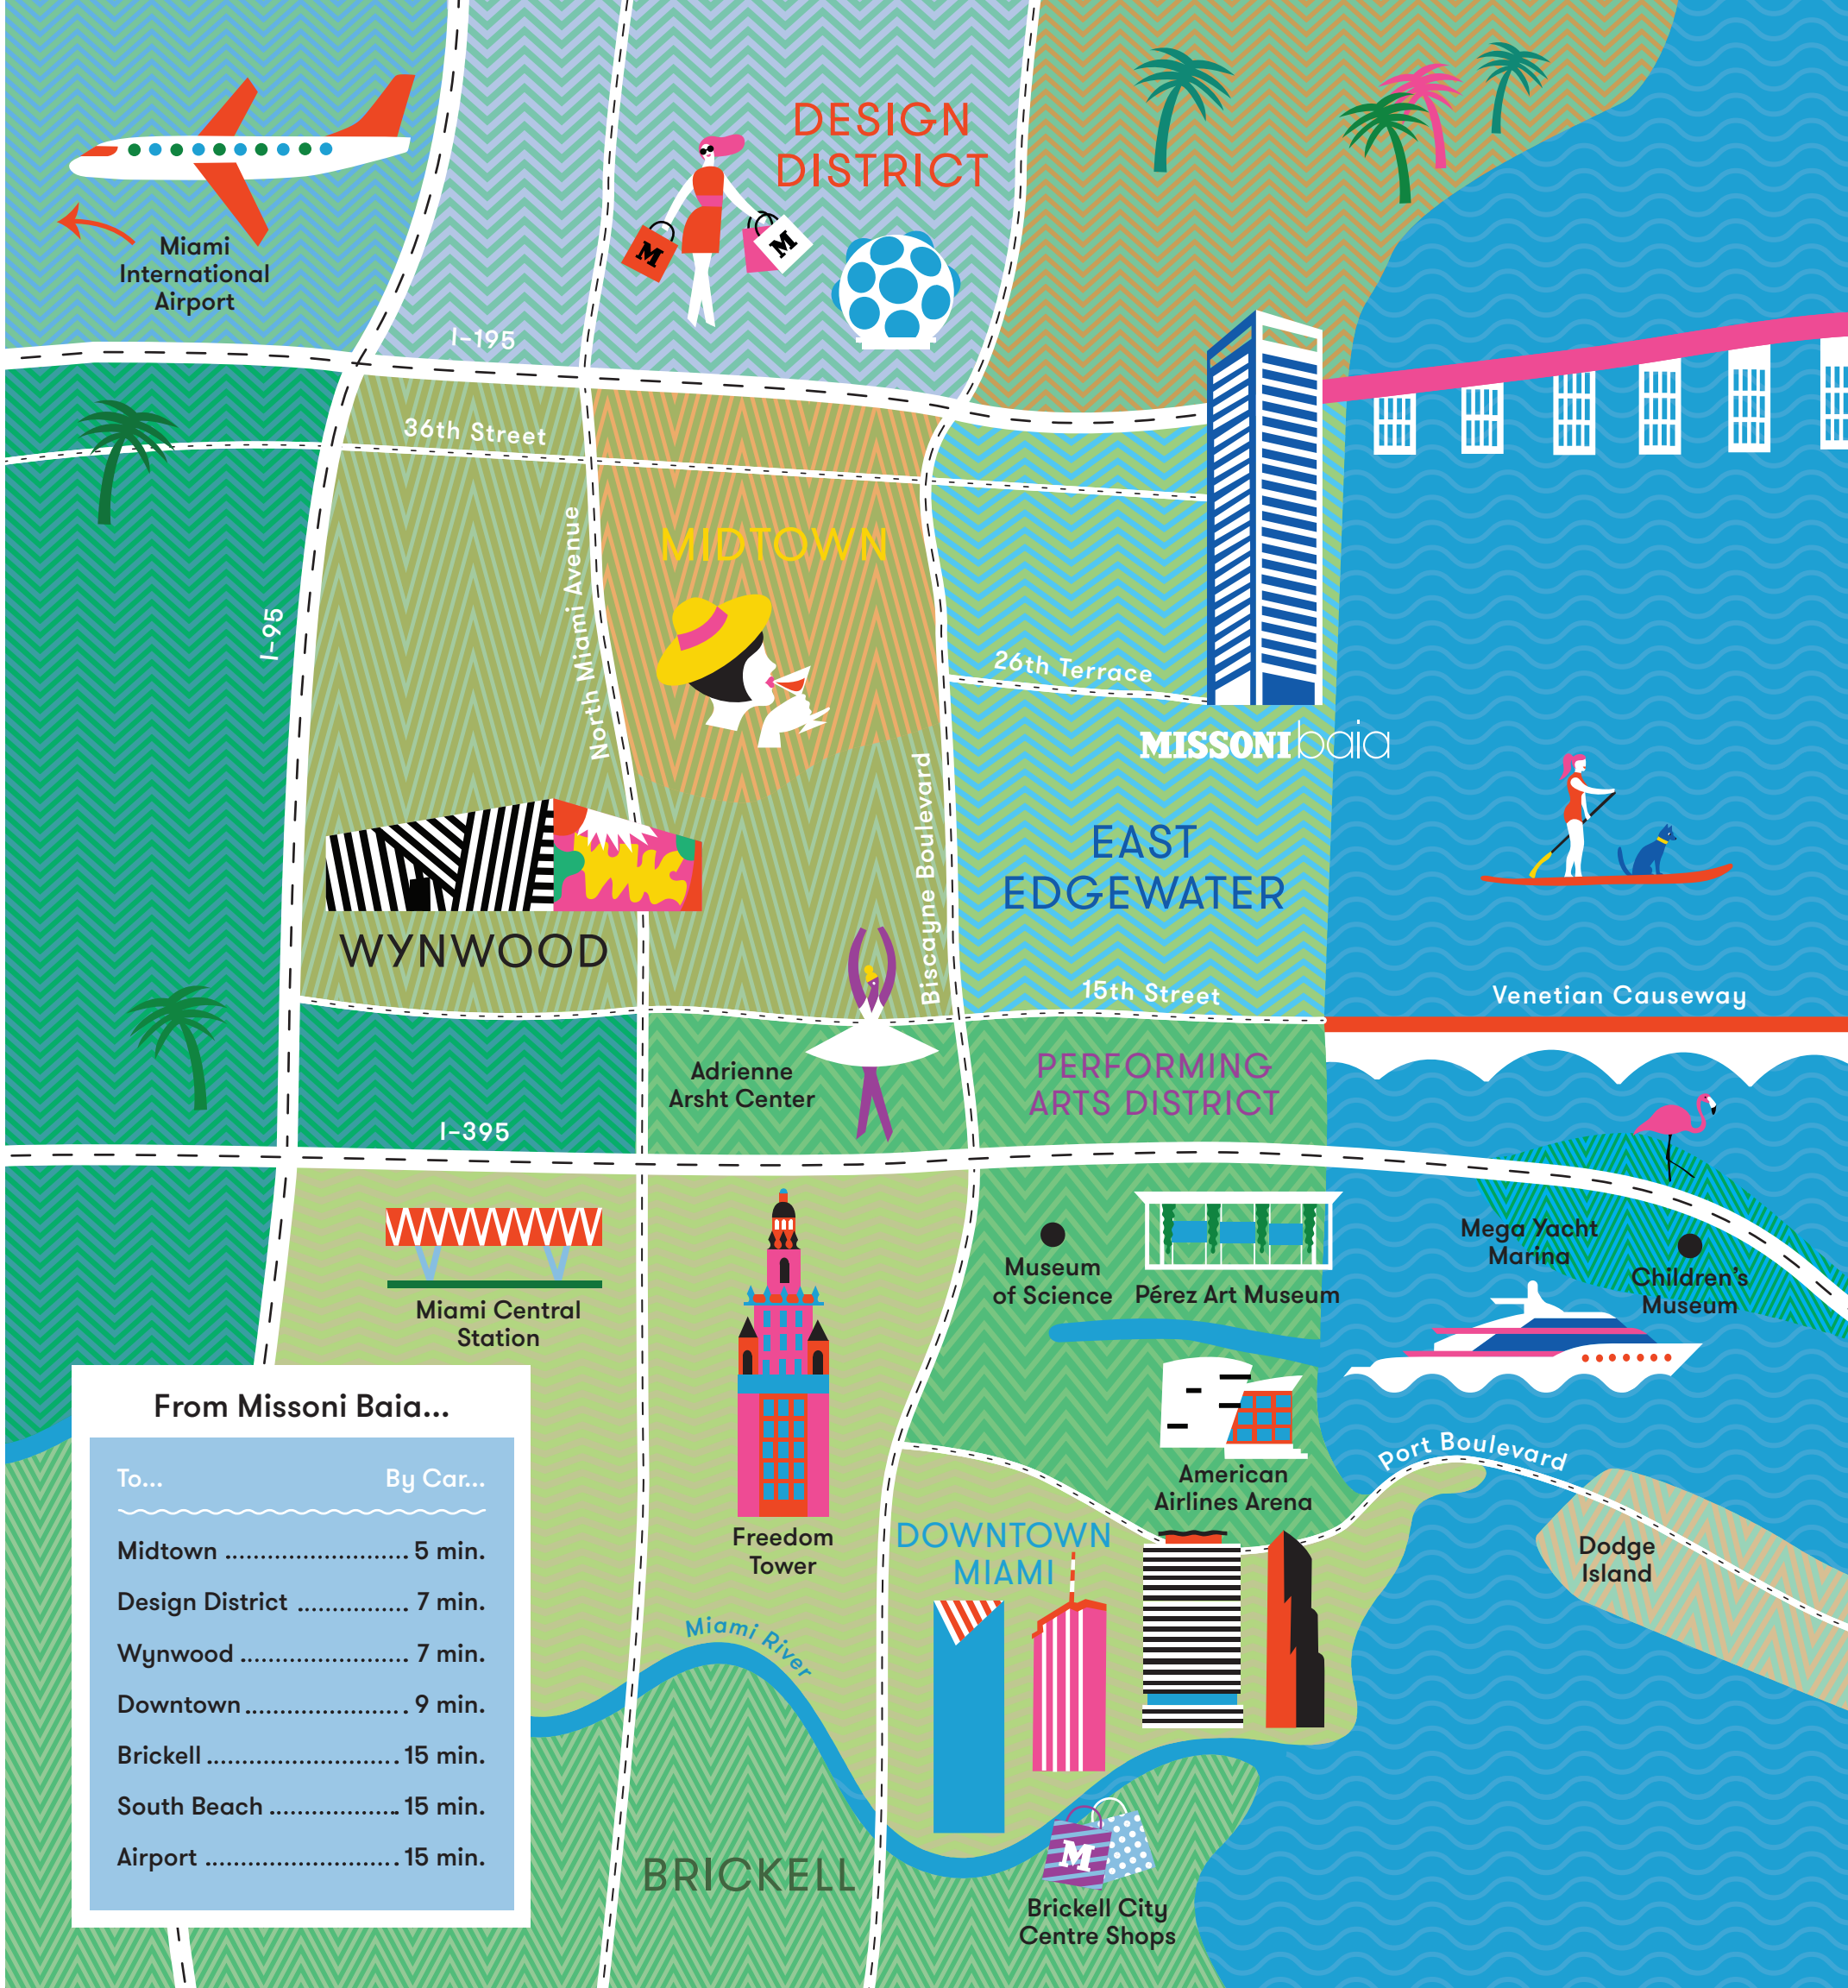 DESIGN
DISTRICT
M
M
Miami
International
Airport
I-195
36th Street
North Miami Avenue
MIDTOWN
I-95
26th Terrace
MISSONI baia
Biscayne Boulevard
EAST
EDGEWATER
WYNWOOD
15th Street
Venetian Causeway
Adrienne
Arsht Center
PERFORMING
ARTS DISTRICT
I-395
Museum
of Science
Pérez Art Museum
Mega Yacht
Marina
Children's
Museum
Miami Central
Station
American
Airlines Arena
Port Boulevard
Freedom
Tower
DOWNTOWN
MIAMI
Dodge
Island
Miami River
From Missoni Baia...
To... By Car...
Midtown ........................... 5 min.
Design District ................ 7 min.
Wynwood ......................... 7 min.
Downtown ........................ 9 min.
Brickell ............................ 15 min.
South Beach ................... 15 min.
Airport ............................ 15 min.
BRICKELL
M
Brickell City
Centre Shops